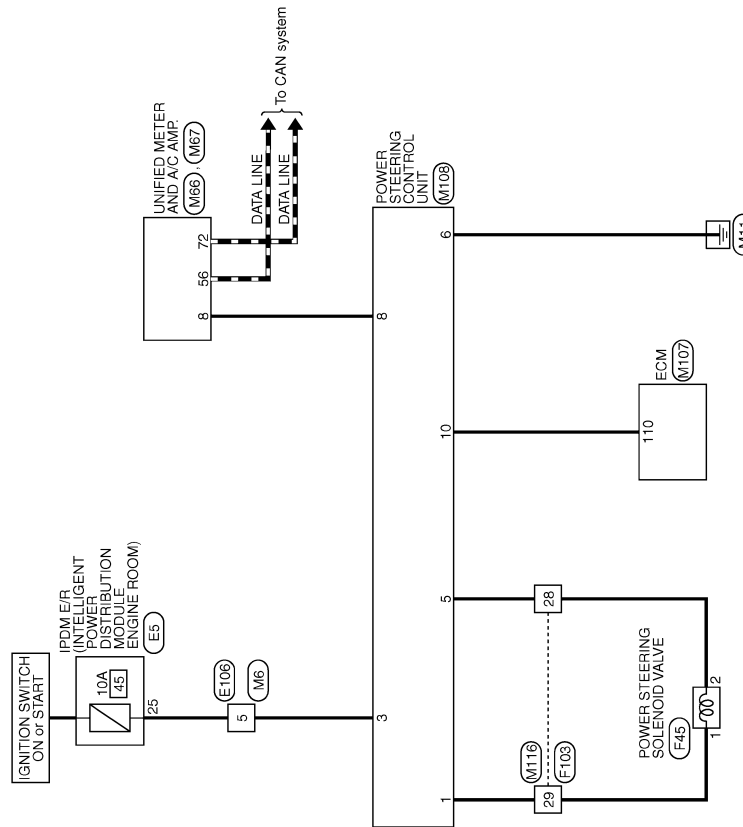 IGNITION SWITCH
ON or START
IPDM E/R
(INTELLIGENT
POWER
DISTRIBUTION
MODULE
ENGINE ROOM)
E5
10A
45
25
5
E106
M6
3
UNIFIED METER
AND A/C AMP.
M66 , M67
8
56
72
DATA LINE
DATA LINE
To CAN system
8
POWER
STEERING
CONTROL
UNIT
M108
1
5
10
6
29
M116
F103
28
POWER STEERING
SOLENOID VALVE
F45
1
2
110
ECM
M107